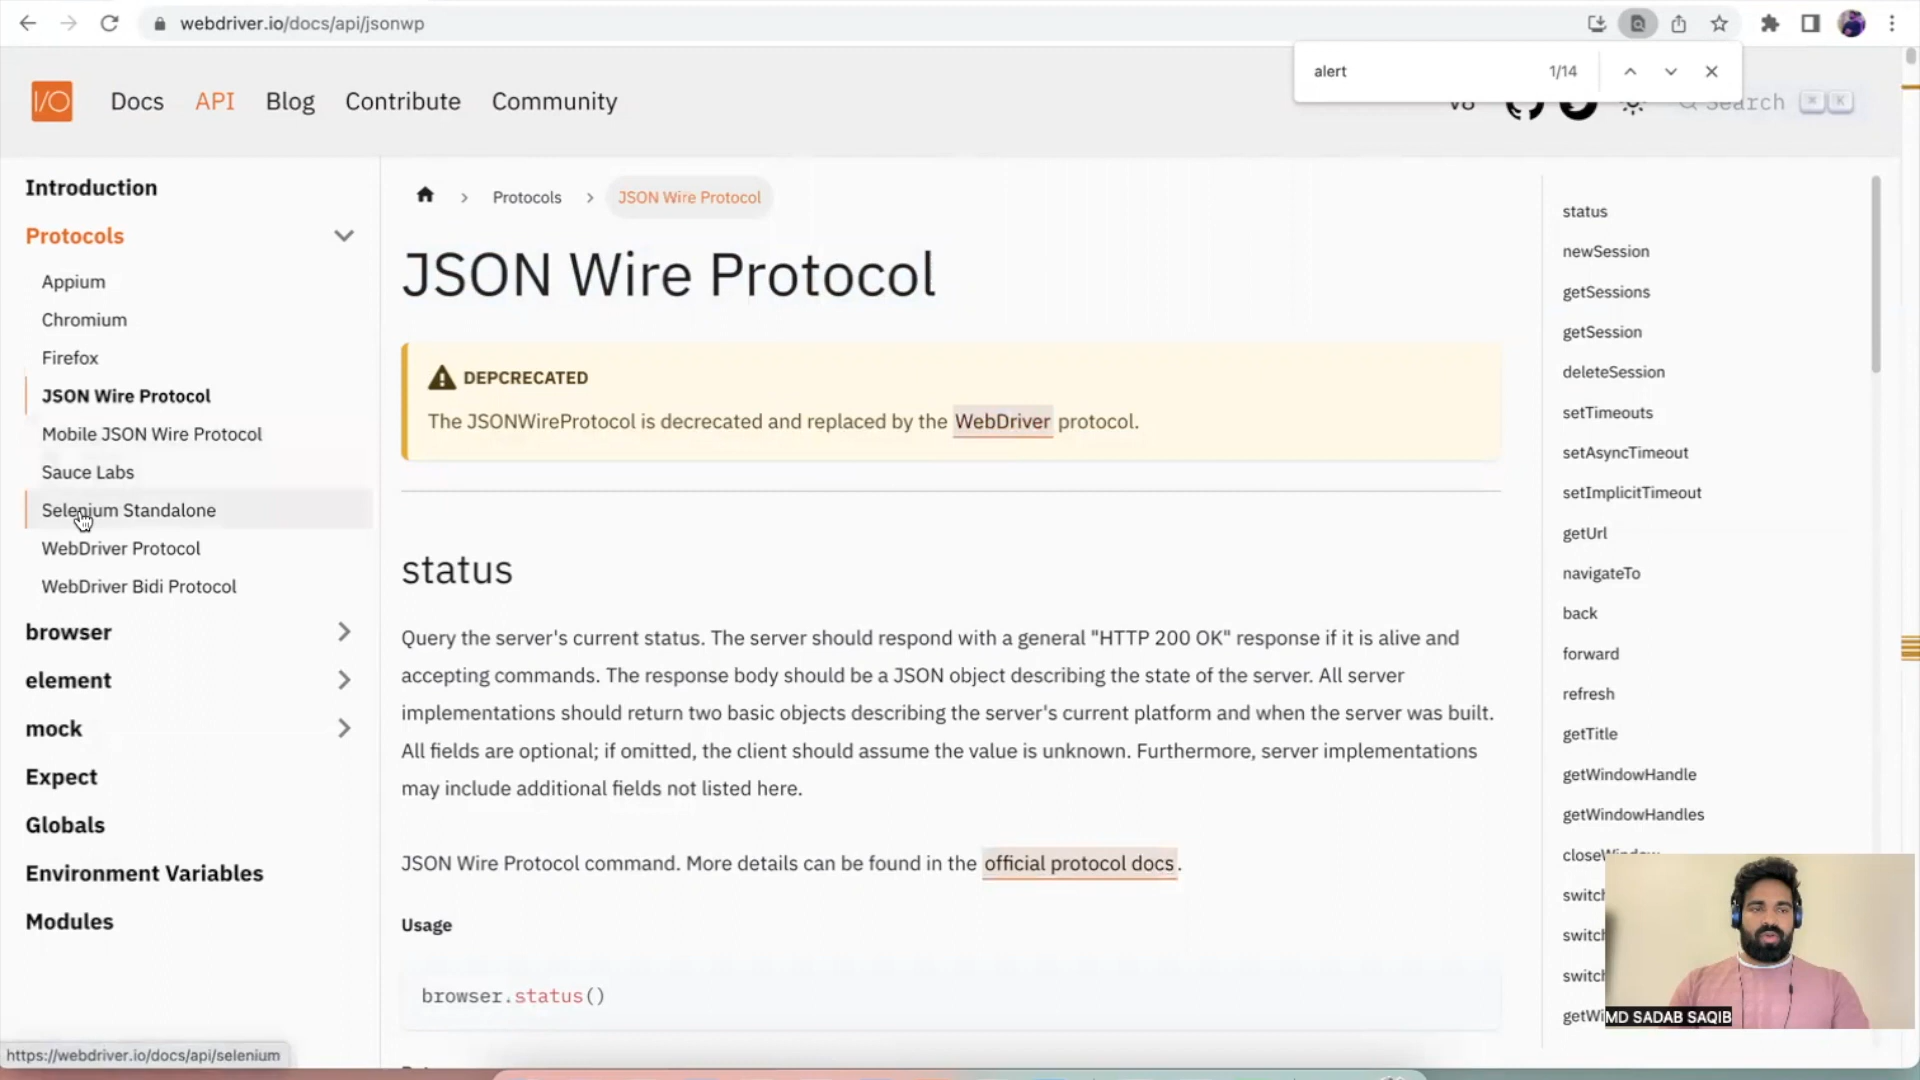 webdriver.io/docs/api/jsonwp
alert
1/14
I/O
Docs
API
Blog
Contribute
Community
v8
Search
K
Introduction
Protocols
Appium
Chromium
Firefox
JSON Wire Protocol
Mobile JSON Wire Protocol
Sauce Labs
Selenium Standalone
WebDriver Protocol
WebDriver Bidi Protocol
browser
element
mock
Expect
Globals
Environment Variables
Modules
https://webdriver.io/docs/api/selenium
Protocols
JSON Wire Protocol
JSON Wire Protocol
DEPCRECATED
The JSONWireProtocol is decrecated and replaced by the WebDriver protocol.
status
Query the server's current status. The server should respond with a general "HTTP 200 OK" response if it is alive and
accepting commands. The response body should be a JSON object describing the state of the server. All server
implementations should return two basic objects describing the server's current platform and when the server was built.
All fields are optional; if omitted, the client should assume the value is unknown. Furthermore, server implementations
may include additional fields not listed here.
JSON Wire Protocol command. More details can be found in the official protocol docs.
Usage
browser.status()
status
newSession
getSessions
getSession
deleteSession
setTimeouts
setAsyncTimeout
setImplicitTimeout
getUrl
navigateTo
back
forward
refresh
getTitle
getWindowHandle
getWindowHandles
closeWindow
switch
switch
switch
getWi
MD SADAB SAQIB